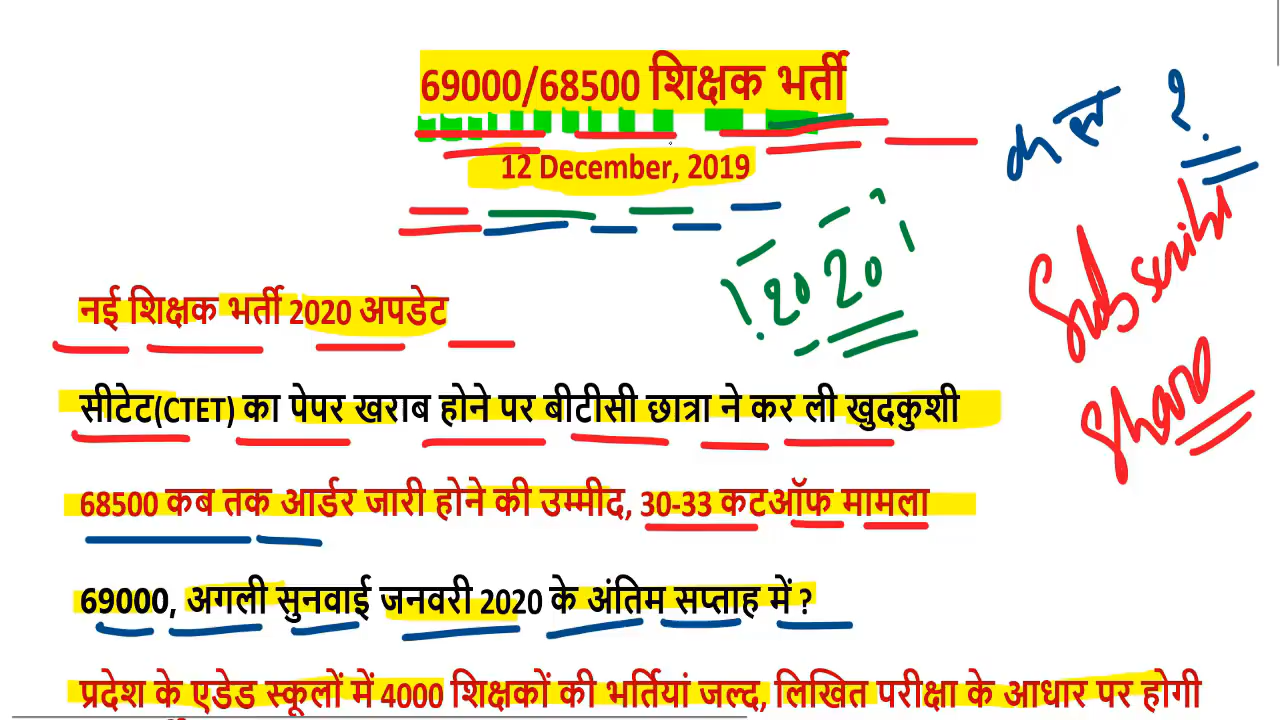 69000/68500 शिक्षक भर्ती
12 December, 2019
कल ?
!2020!
Subscribe
Share
नई शिक्षक भर्ती 2020 अपडेट
सीटेट(CTET) का पेपर खराब होने पर बीटीसी छात्रा ने कर ली खुदकुशी
68500 कब तक आर्डर जारी होने की उम्मीद, 30-33 कटऑफ मामला
69000, अगली सुनवाई जनवरी 2020 के अंतिम सप्ताह में ?
प्रदेश के एडेड स्कूलों में 4000 शिक्षकों की भर्तियां जल्द, लिखित परीक्षा के आधार पर होगी